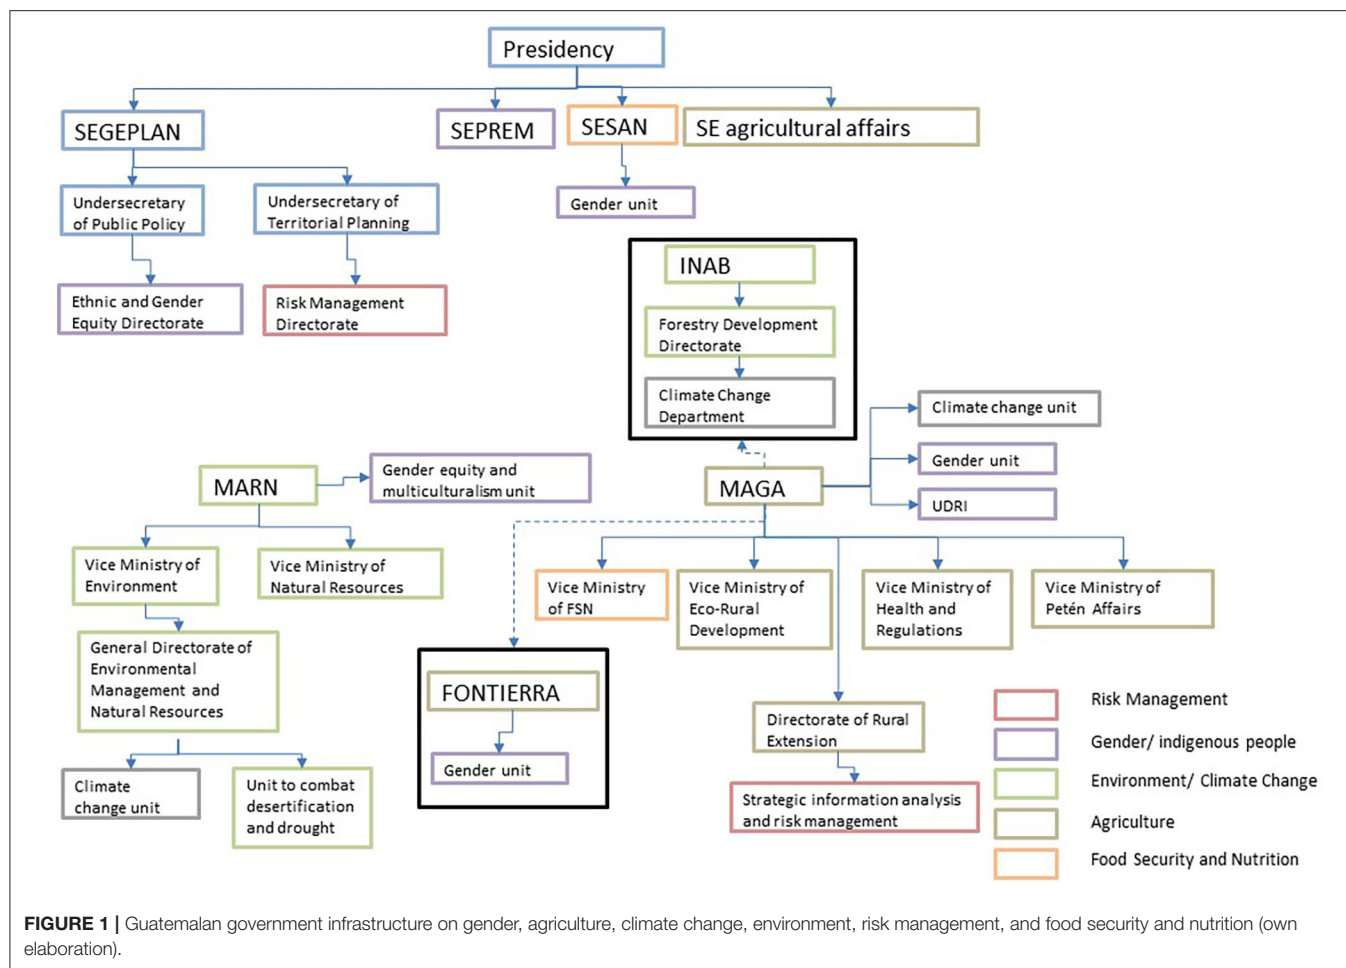 Presidency
SEGEPLAN
SEPREM
SESAN
SE agricultural affairs
Undersecretary
of Public Policy
Undersecretary of
Territorial Planning
Gender unit
Ethnic and Gender
Equity Directorate
Risk Management
Directorate
INAB
Forestry Development
Directorate
Climate Change
Department
Climate change unit
Gender unit
UDRI
MARN
Gender equity and
multiculturalism unit
MAGA
Vice Ministry of
Environment
Vice Ministry of
Natural Resources
Vice Ministry
of FSN
Vice Ministry of
Eco-Rural
Development
Vice Ministry of
Health and
Regulations
Vice Ministry of
Petén Affairs
General Directorate of
Environmental
Management and
Natural Resources
FONTIERRA
Gender unit
Directorate of Rural
Extension
Climate
change unit
Unit to combat
desertification
and drought
Strategic information analysis
and risk management
Risk Management
Gender/ indigenous people
Environment/ Climate Change
Agriculture
Food Security and Nutrition
FIGURE 1 | Guatemalan government infrastructure on gender, agriculture, climate change, environment, risk management, and food security and nutrition (own
elaboration).